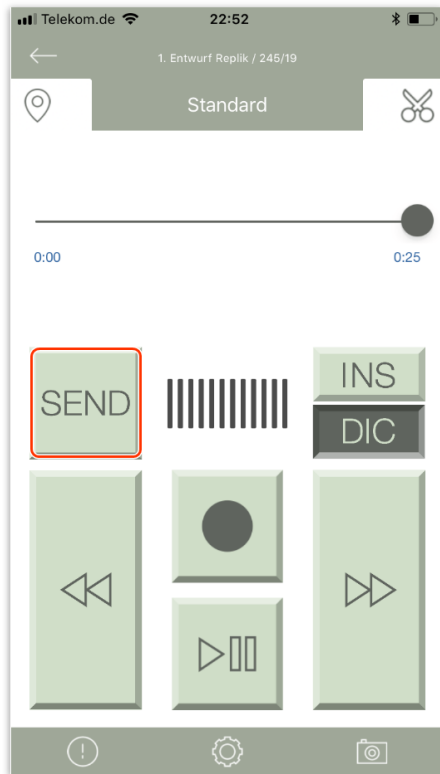 Telekom.de 22:52
1. Entwurf Replik / 245/19
Standard
0:00 0:25
SEND
INS
DIC